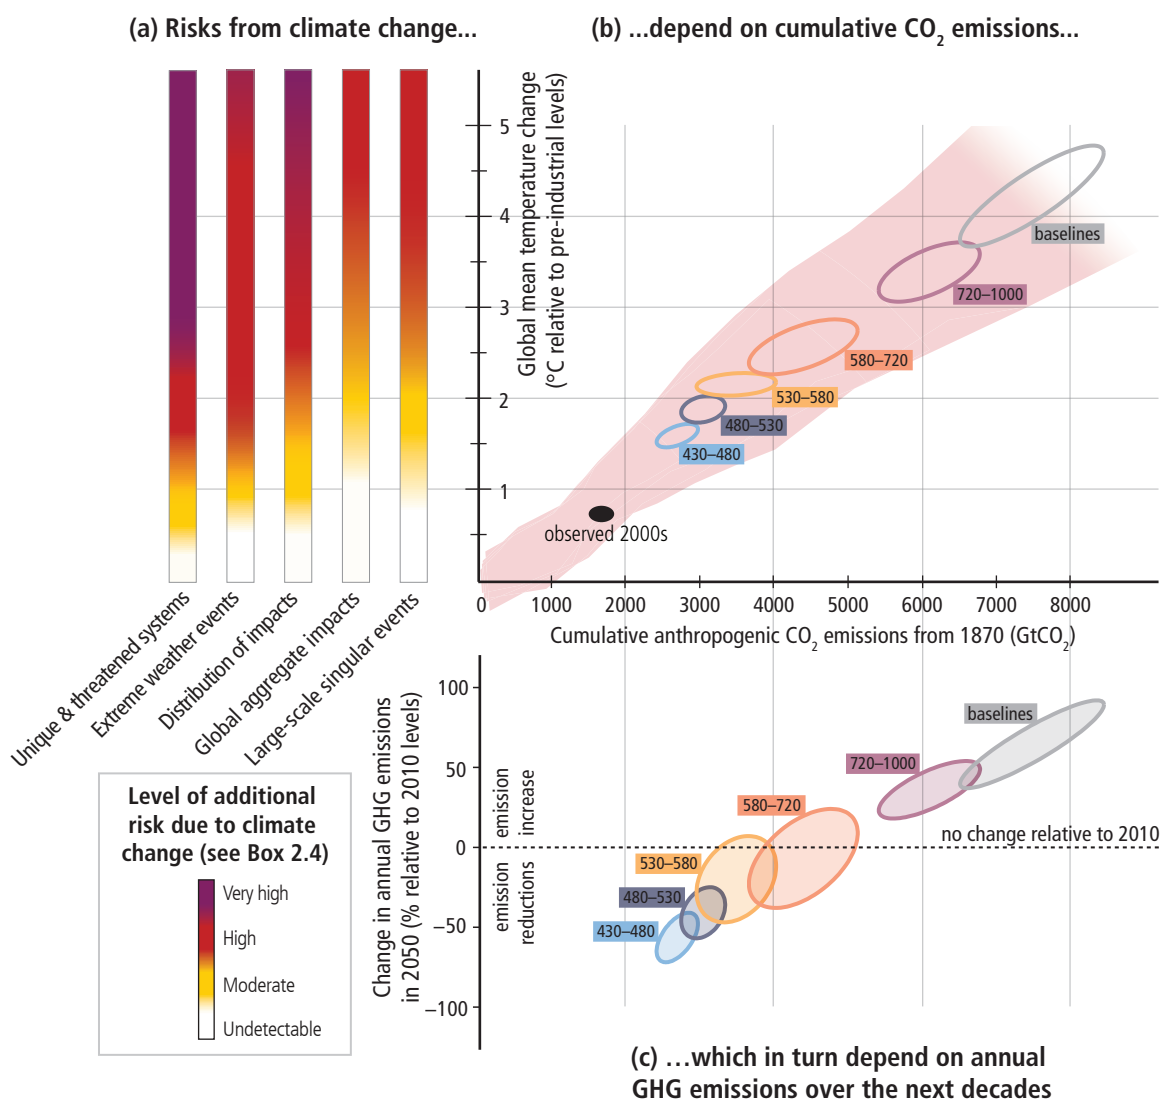 (a) Risks from climate change...
(b) ...depend on cumulative CO2 emissions...
Global mean temperature change
(°C relative to pre-industrial levels)
5
4
3
2
1
baselines
720–1000
580–720
530–580
480–530
430–480
observed 2000s
0
1000
2000
3000
4000
5000
6000
7000
8000
Cumulative anthropogenic CO2 emissions from 1870 (GtCO2)
Unique & threatened systems
Extreme weather events
Distribution of impacts
Global aggregate impacts
Large-scale singular events
Level of additional
risk due to climate
change (see Box 2.4)
Very high
High
Moderate
Undetectable
Change in annual GHG emissions
in 2050 (% relative to 2010 levels)
100
50
0
−50
−100
emission
increase
emission
reductions
baselines
720–1000
580–720
no change relative to 2010
530–580
480–530
430–480
(c) ...which in turn depend on annual
GHG emissions over the next decades